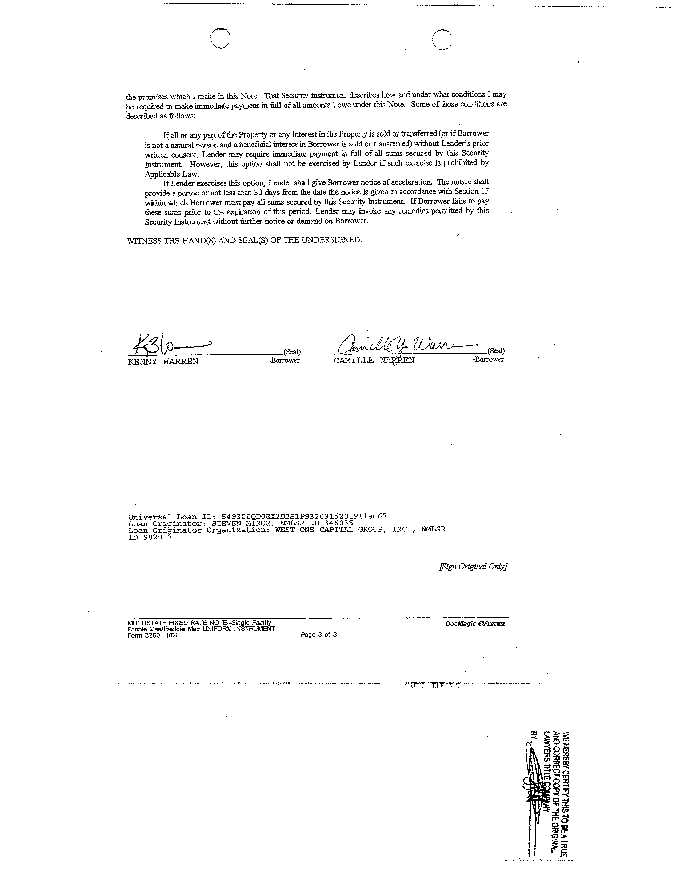 the promises which I make in this Note. That Security Instrument describes how and under what conditions I may
be required to make immediate payment in full of all amounts I owe under this Note. Some of those conditions are
described as follows:
If all or any part of the Property or any Interest in the Property is sold or transferred (or if Borrower
is not a natural person and a beneficial interest in Borrower is sold or transferred) without Lender's prior
written consent, Lender may require immediate payment in full of all sums secured by this Security
Instrument. However, this option shall not be exercised by Lender if such exercise is prohibited by
Applicable Law.
If Lender exercises this option, Lender shall give Borrower notice of acceleration. The notice shall
provide a period of not less than 30 days from the date the notice is given in accordance with Section 15
within which Borrower must pay all sums secured by this Security Instrument. If Borrower fails to pay
these sums prior to the expiration of this period, Lender may invoke any remedies permitted by this
Security Instrument without further notice or demand on Borrower.
WITNESS THE HAND(S) AND SEAL(S) OF THE UNDERSIGNED.
Camille Y Warren
(Seal) (Seal)
KENNY WARREN -Borrower CAMILLE WARREN -Borrower
Universal Loan ID:
Loan Originator: STEVEN
Loan Originator Organization: WEST ONE CAPITAL GROUP, INC., NMLSR
ID
[Sign Original Only]
MULTISTATE FIXED RATE NOTE--Single Family
Fannie Mae/Freddie Mac UNIFORM INSTRUMENT
Form 3200 1/01 Page 3 of 3
DocMagic
WE HEREBY CERTIFY THIS TO BE A TRUE
AND CORRECT COPY OF THE ORIGINAL
LAWYERS TITLE COMPANY
BY